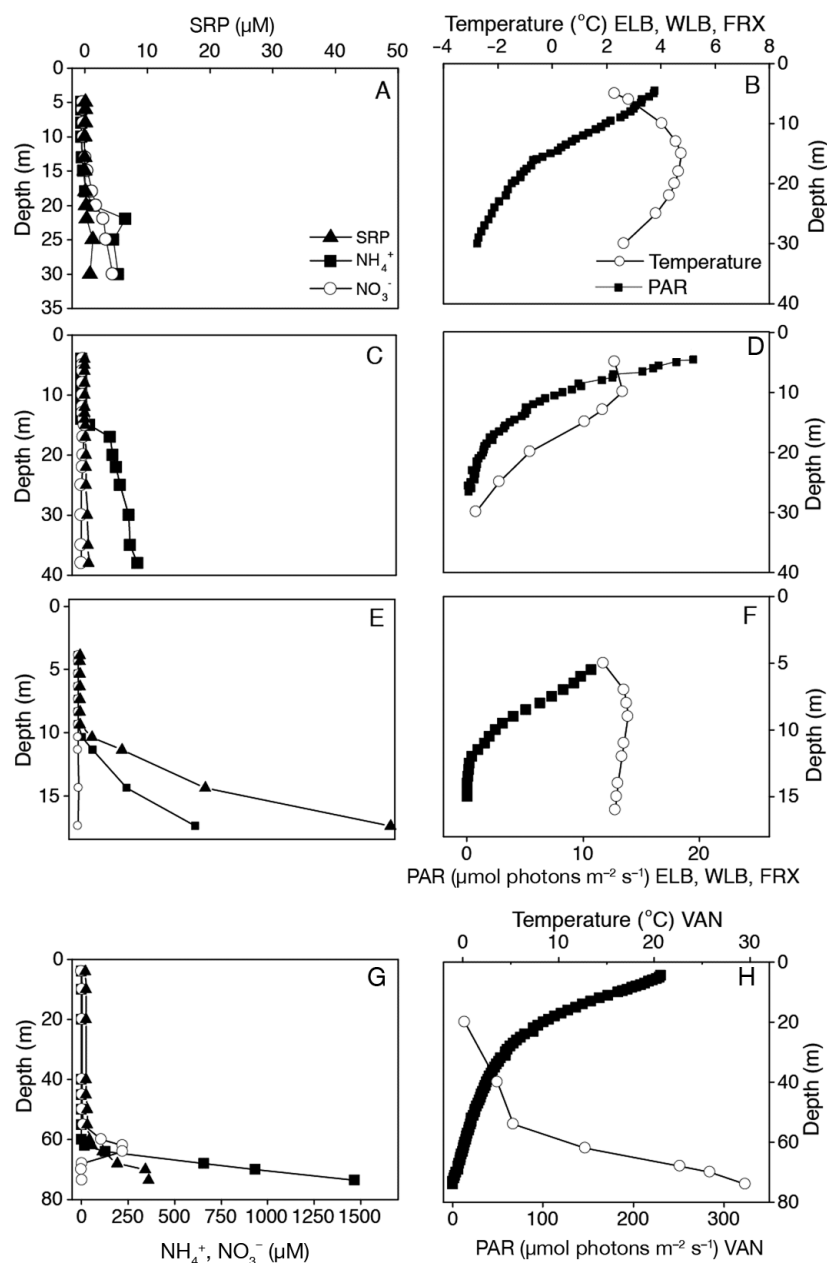 SRP (µM)
0 10 20 30 40 50
Temperature (°C) ELB, WLB, FRX
–4 –2 0 2 4 6 8
A
Depth (m)
0
5
10
15
20
25
30
35
SRP
NH₄⁺
NO₃⁻
B
Depth (m)
0
10
20
30
40
Temperature
PAR
C
Depth (m)
0
10
20
30
40
D
Depth (m)
0
10
20
30
40
E
Depth (m)
0
5
10
15
F
Depth (m)
0
5
10
15
0 10 20
PAR (µmol photons m⁻² s⁻¹) ELB, WLB, FRX
Temperature (°C) VAN
0 10 20 30
G
Depth (m)
0
20
40
60
80
0 250 500 750 1000 1500
NH₄⁺, NO₃⁻ (µM)
H
Depth (m)
0
20
40
60
80
0 100 200 300
PAR (µmol photons m⁻² s⁻¹) VAN